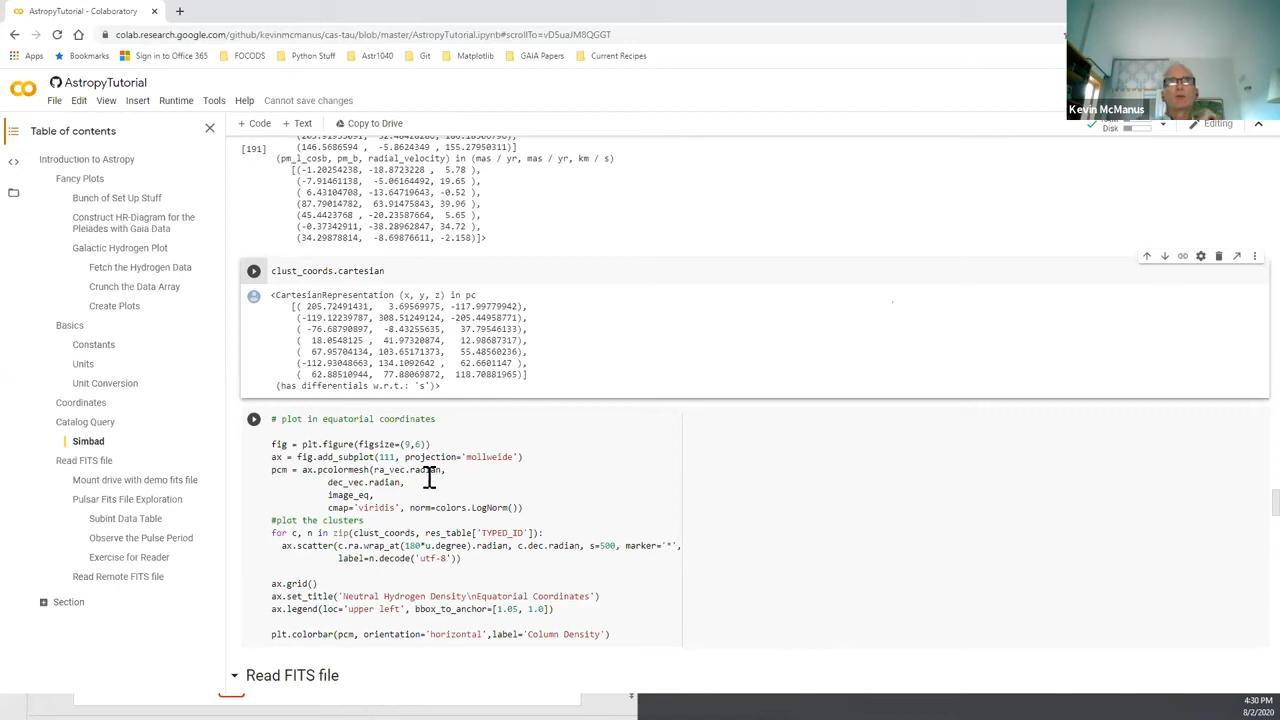 AstropyTutorial - Colaboratory
colab.research.google.com/github/kevinmcmanus/cas-tau/blob/master/AstropyTutorial.ipynb#scrollTo=vD5uaJM8QGGT
Apps Bookmarks Sign in to Office 365 FOCODS Python Stuff Astr1040 Git Matplotlib GAIA Papers Current Recipes
Kevin McManus
AstropyTutorial
File Edit View Insert Runtime Tools Help Cannot save changes
+ Code + Text Copy to Drive
Disk
Editing
Table of contents
Introduction to Astropy
Fancy Plots
Bunch of Set Up Stuff
Construct HR-Diagram for the
Pleiades with Gaia Data
Galactic Hydrogen Plot
Fetch the Hydrogen Data
Crunch the Data Array
Create Plots
Basics
Constants
Units
Unit Conversion
Coordinates
Catalog Query
Simbad
Read FITS file
Mount drive with demo fits file
Pulsar Fits File Exploration
Subint Data Table
Observe the Pulse Period
Exercise for Reader
Read Remote FITS file
Section
[191]
(146.5686594 , -5.8624349 , 155.27950311)]
(pm_l_cosb, pm_b, radial_velocity) in (mas / yr, mas / yr, km / s)
[(-1.20254238, -18.8723228 , 5.78 ),
(-7.91461138, -5.06164492, 19.65 ),
( 6.43104708, -13.64719643, -0.52 ),
(87.79014782, 63.91475843, 39.96 ),
(45.4423768 , -20.23587664, 5.65 ),
(-0.37342911, -38.28962847, 34.72 ),
(34.29878814, -8.69876611, -2.158)]>
clust_coords.cartesian
<CartesianRepresentation (x, y, z) in pc
[( 205.72491431, 3.69569975, -117.99779942),
(-119.12239787, 308.51249124, -205.44958771),
( -76.68790897, -8.43255635, 37.79546133),
( 18.0548125 , 41.97320874, 12.98687317),
( 67.95704134, 103.65171373, 55.48560236),
(-112.93048663, 134.1092642 , 62.6601147 ),
( 62.88510944, 77.88069872, 118.70881965)]
(has differentials w.r.t.: 's')>
# plot in equatorial coordinates
fig = plt.figure(figsize=(9,6))
ax = fig.add_subplot(111, projection='mollweide')
pcm = ax.pcolormesh(ra_vec.radian,
dec_vec.radian,
image_eq,
cmap='viridis', norm=colors.LogNorm())
#plot the clusters
for c, n in zip(clust_coords, res_table['TYPED_ID']):
ax.scatter(c.ra.wrap_at(180*u.degree).radian, c.dec.radian, s=500, marker='*',
label=n.decode('utf-8'))
ax.grid()
ax.set_title('Neutral Hydrogen Density\nEquatorial Coordinates')
ax.legend(loc='upper left', bbox_to_anchor=[1.05, 1.0])
plt.colorbar(pcm, orientation='horizontal',label='Column Density')
Read FITS file
4:30 PM
8/2/2020